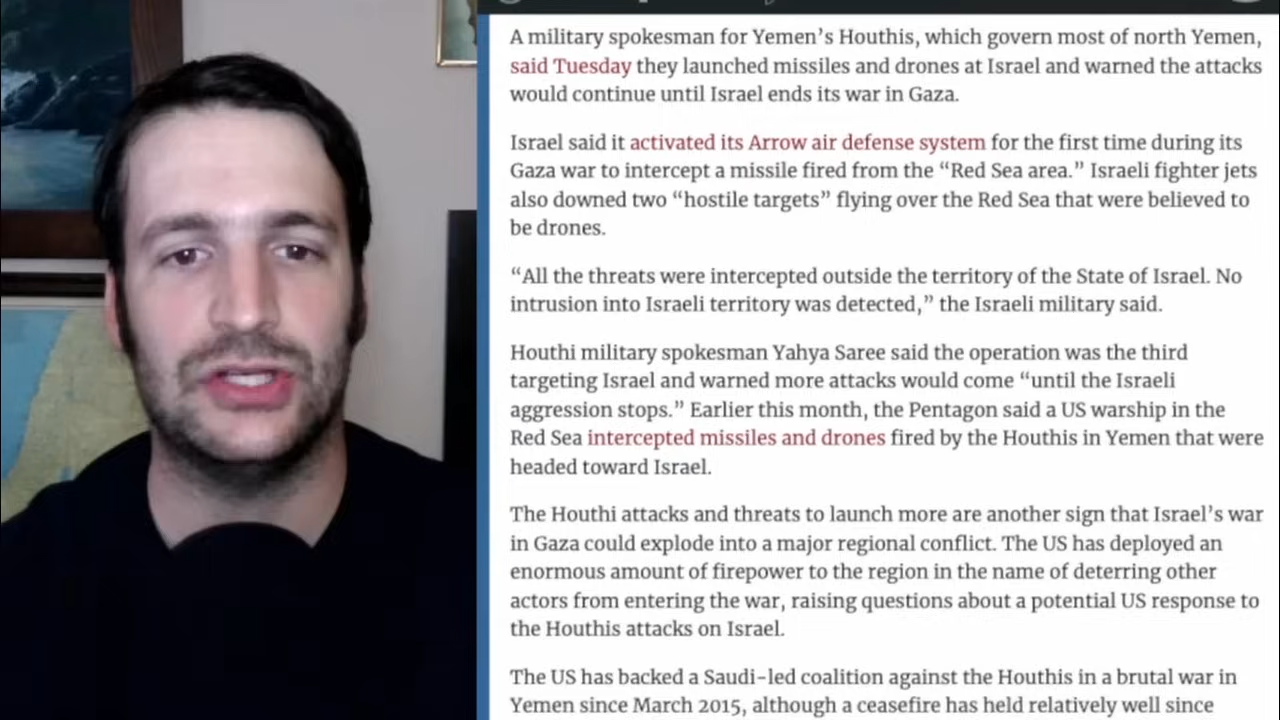 A military spokesman for Yemen’s Houthis, which govern most of north Yemen,
said Tuesday they launched missiles and drones at Israel and warned the attacks
would continue until Israel ends its war in Gaza.
Israel said it activated its Arrow air defense system for the first time during its
Gaza war to intercept a missile fired from the “Red Sea area.” Israeli fighter jets
also downed two “hostile targets” flying over the Red Sea that were believed to
be drones.
“All the threats were intercepted outside the territory of the State of Israel. No
intrusion into Israeli territory was detected,” the Israeli military said.
Houthi military spokesman Yahya Saree said the operation was the third
targeting Israel and warned more attacks would come “until the Israeli
aggression stops.” Earlier this month, the Pentagon said a US warship in the
Red Sea intercepted missiles and drones fired by the Houthis in Yemen that were
headed toward Israel.
The Houthi attacks and threats to launch more are another sign that Israel’s war
in Gaza could explode into a major regional conflict. The US has deployed an
enormous amount of firepower to the region in the name of deterring other
actors from entering the war, raising questions about a potential US response to
the Houthis attacks on Israel.
The US has backed a Saudi-led coalition against the Houthis in a brutal war in
Yemen since March 2015, although a ceasefire has held relatively well since